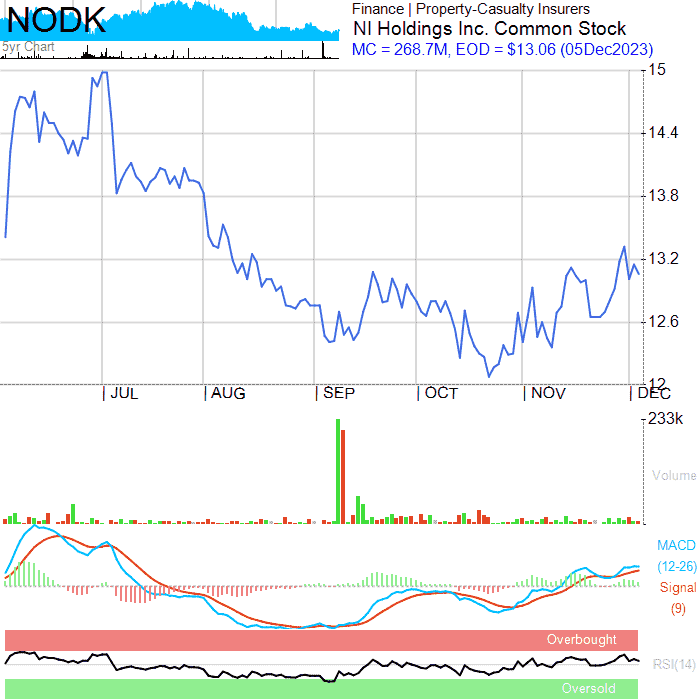 NODK
5yr Chart
Finance | Property-Casualty Insurers
NI Holdings Inc. Common Stock
MC = 268.7M, EOD = $13.06 (05Dec2023)
15
14.4
13.8
13.2
12.6
12
| JUL | AUG | SEP | OCT | NOV | DEC
233k
Volume
MACD
(12-26)
Signal
(9)
Overbought
RSI(14)
Oversold